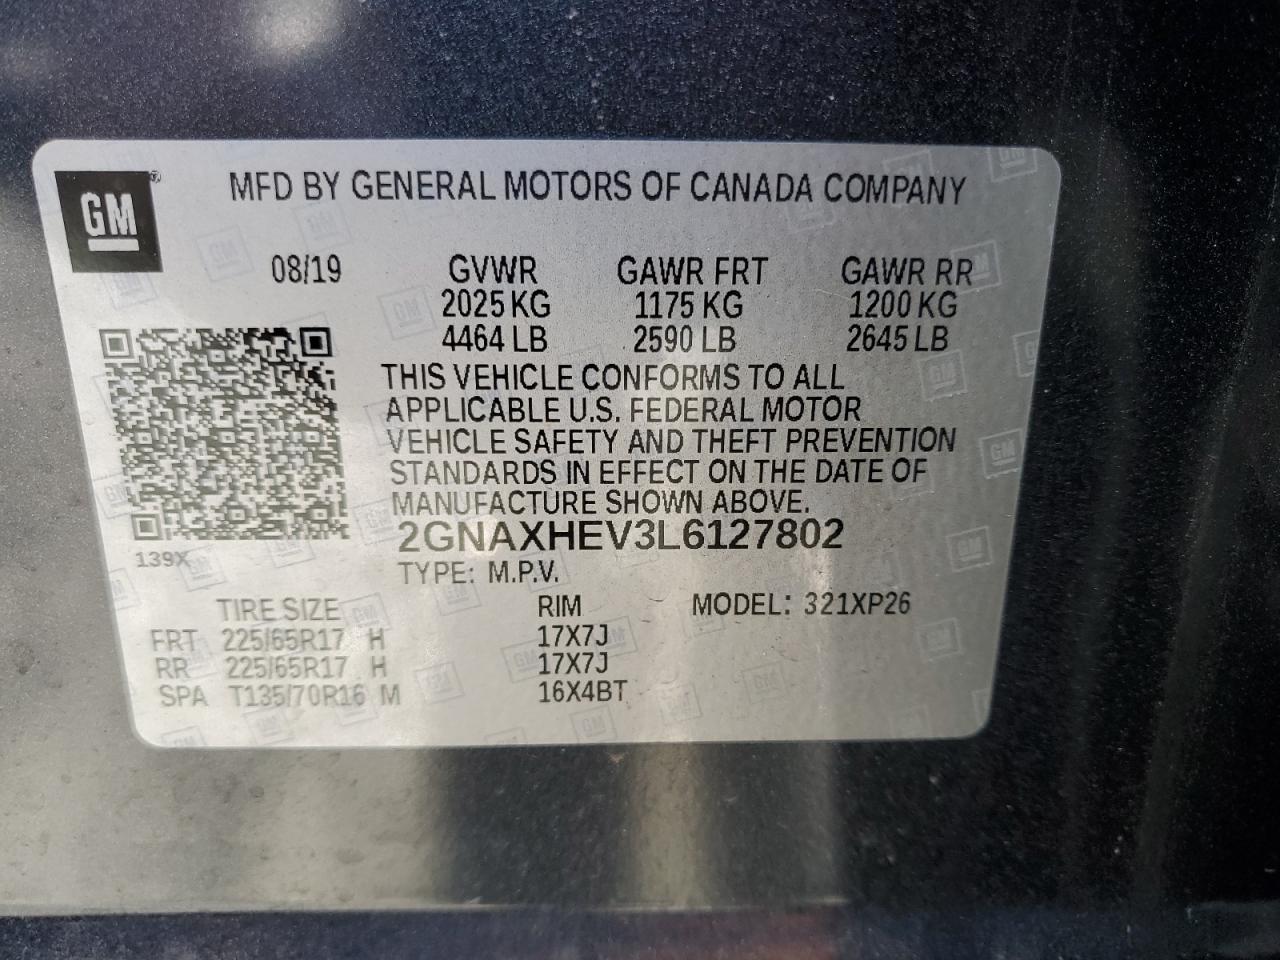 GM
MFD BY GENERAL MOTORS OF CANADA COMPANY
08/19 GVWR GAWR FRT GAWR RR
2025 KG 1175 KG 1200 KG
4464 LB 2590 LB 2645 LB
THIS VEHICLE CONFORMS TO ALL
APPLICABLE U.S. FEDERAL MOTOR
VEHICLE SAFETY AND THEFT PREVENTION
STANDARDS IN EFFECT ON THE DATE OF
MANUFACTURE SHOWN ABOVE.
2GNAXHEV3L6127802
139X
TYPE: M.P.V.
TIRE SIZE RIM MODEL: 321XP26
FRT 225/65R17 H 17X7J
RR 225/65R17 H 17X7J
SPA T135/70R16 M 16X4BT